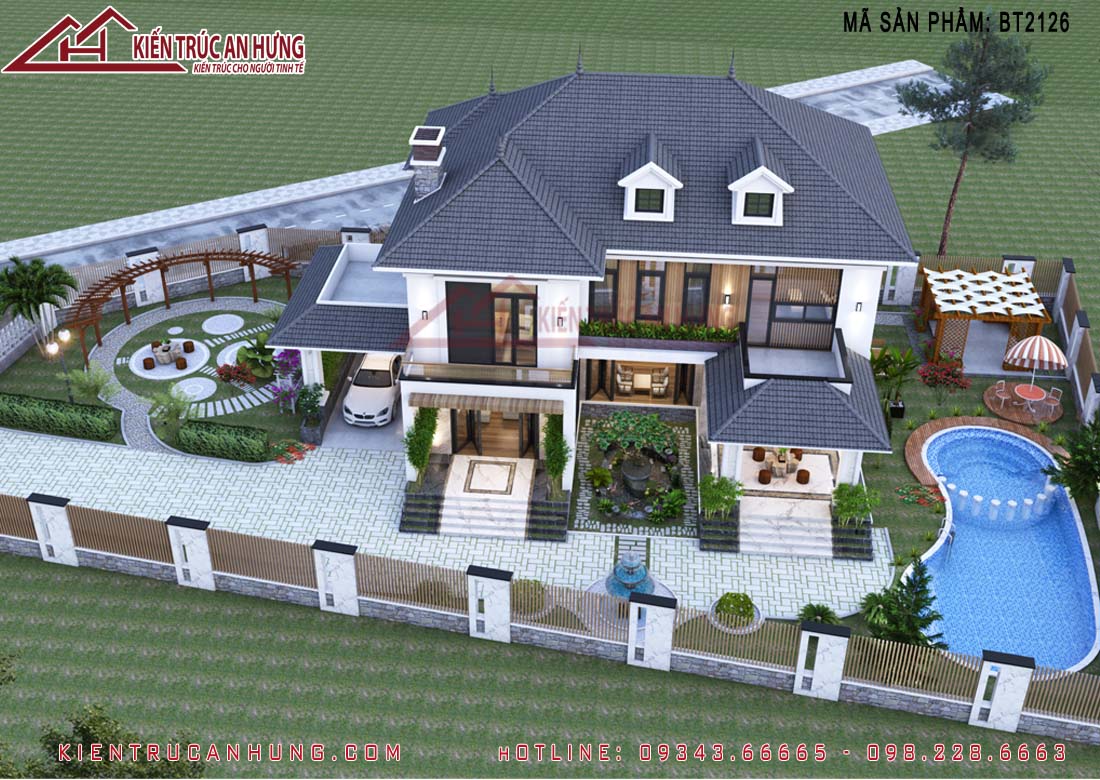 KIẾN TRÚC AN HƯNG
KIẾN TRÚC CHO NGƯỜI TINH TẾ
MÃ SẢN PHẨM: BT2126
KIẾN
KIENTRUCANHUNG.COM
HOTLINE: 09343.66665 - 098.228.6663